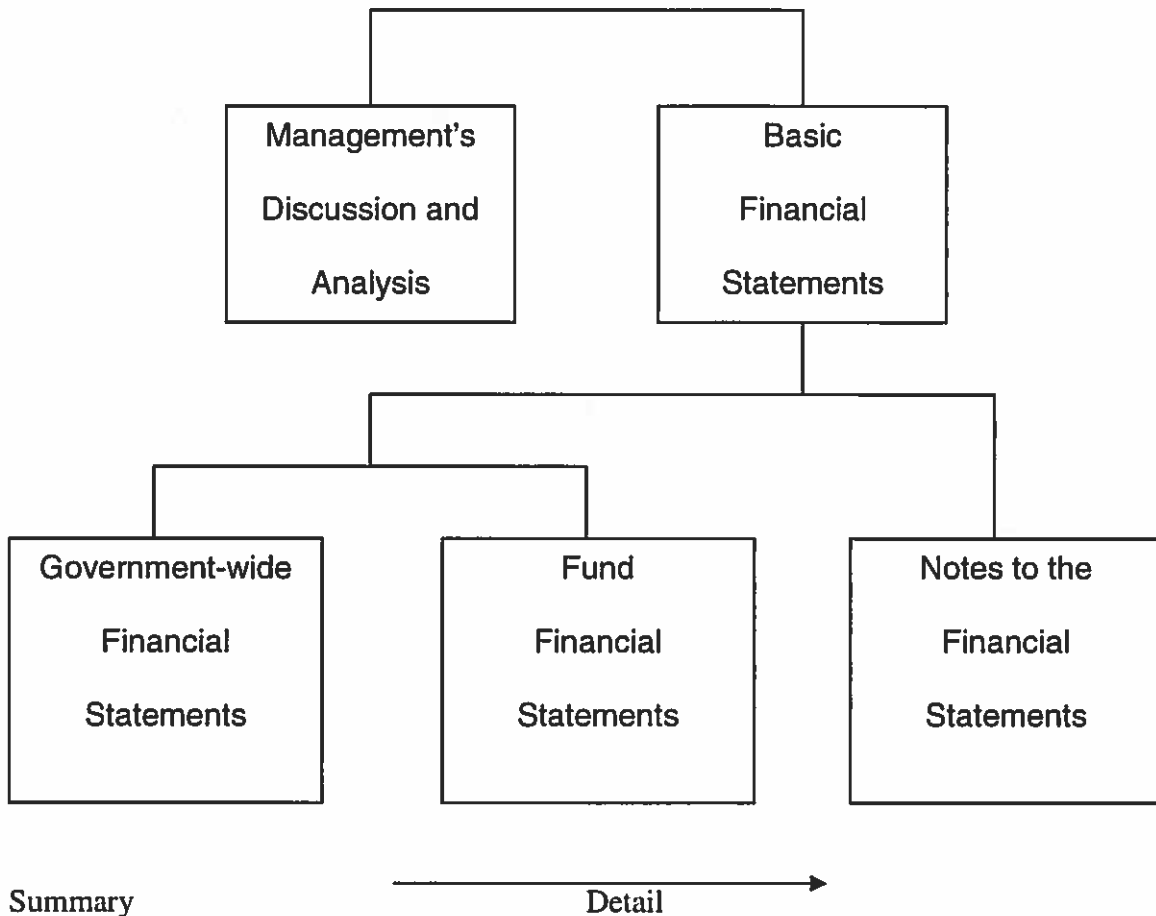 Management's
Discussion and
Analysis
Basic
Financial
Statements
Government-wide
Financial
Statements
Fund
Financial
Statements
Notes to the
Financial
Statements
Summary
Detail